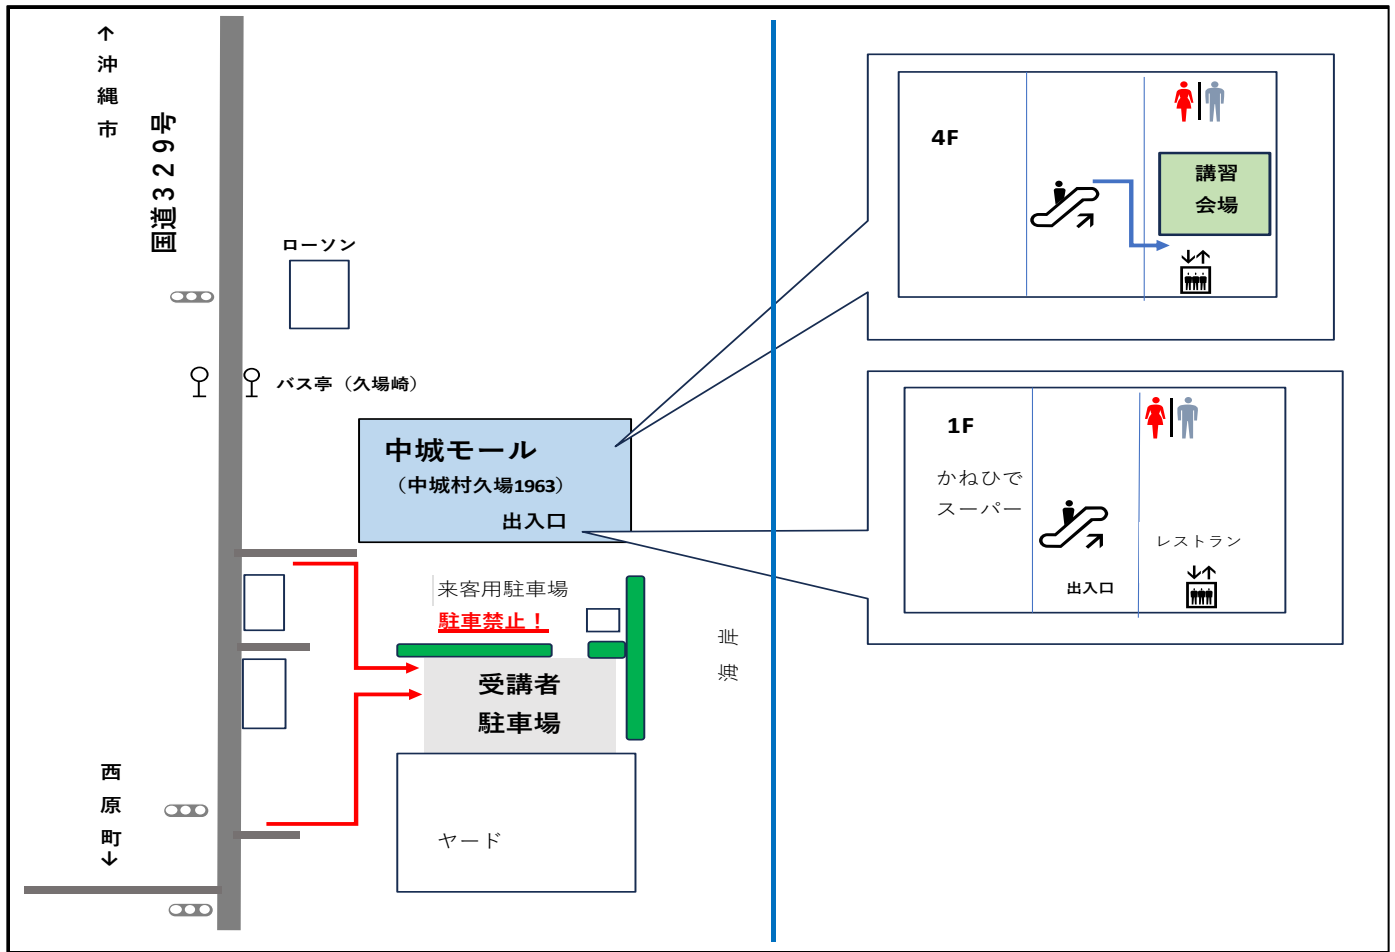 ↑沖縄市
国道３２９号
ローソン
バス亭（久場崎）
中城モール
（中城村久場1963）
出入口
来客用駐車場
駐車禁止！
受講者
駐車場
ヤード
西原町↓
海岸
4F
講習
会場
↓↑
1F
かねひで
スーパー
レストラン
出入口
↓↑